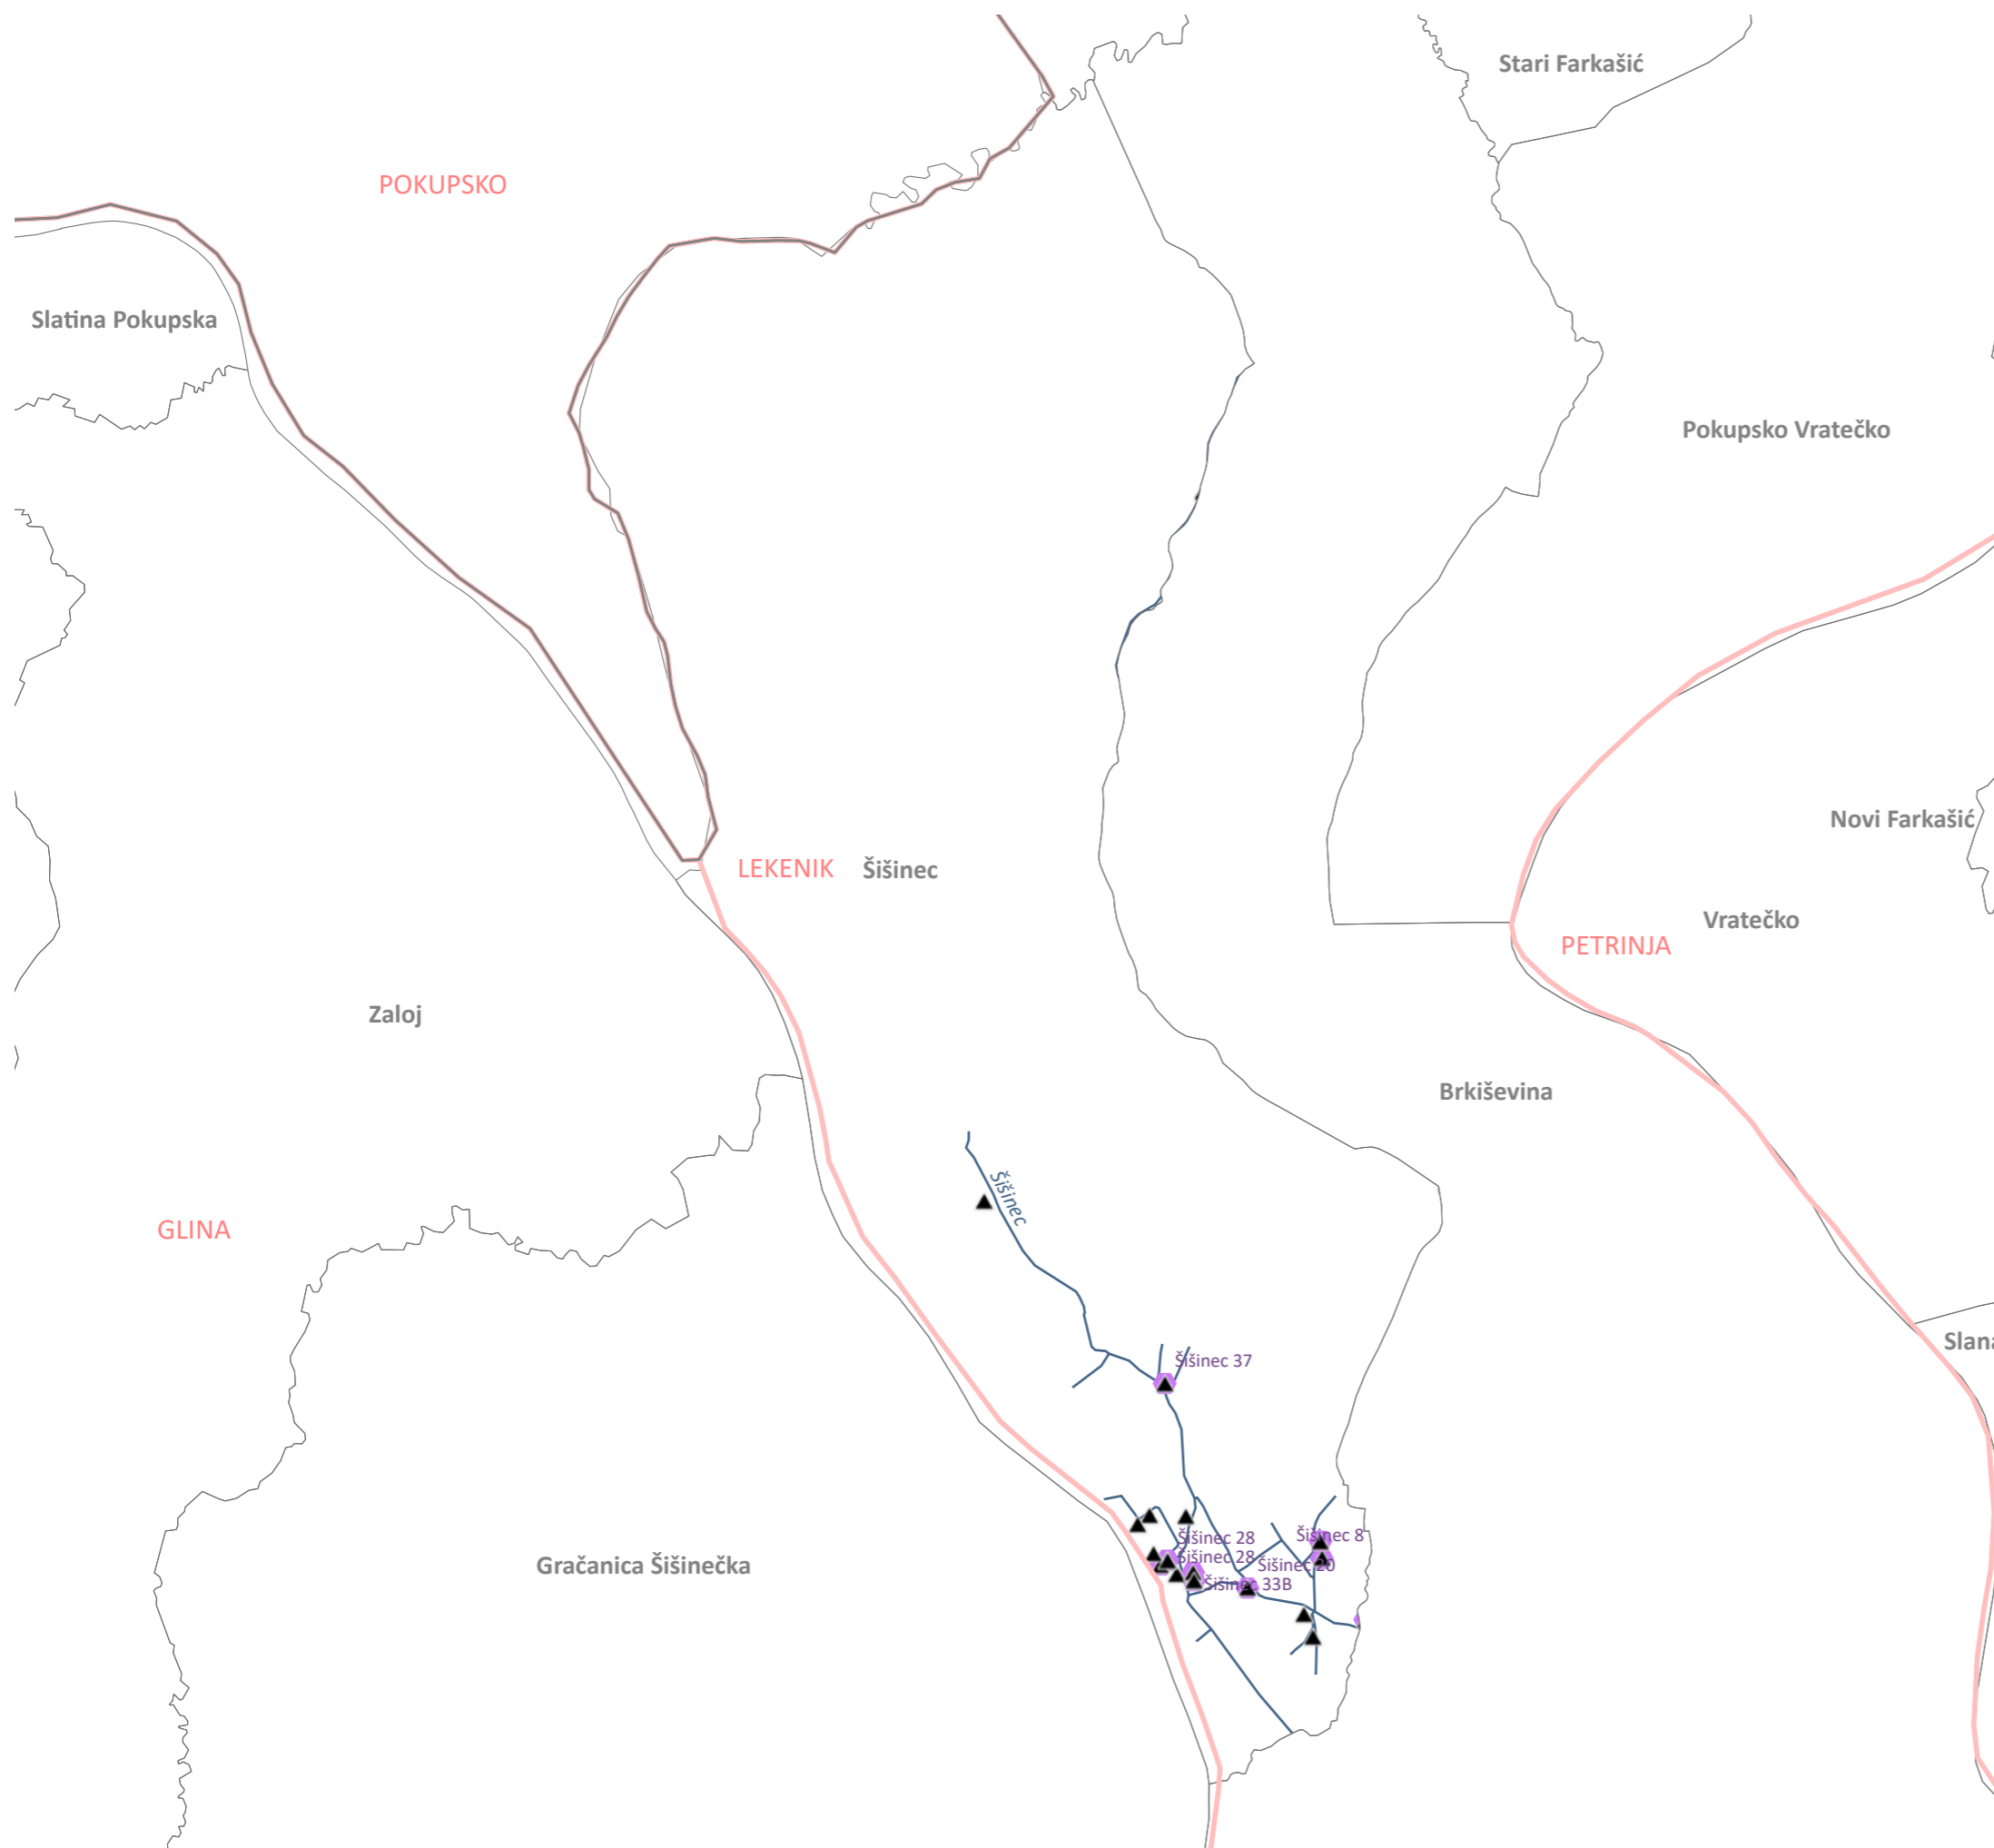 Stari Farkašić
POKUPSKO
Slatina Pokupska
Pokupsko Vratečko
Novi Farkašić
LEKENIK
Šišinec
Vratečko
PETRINJA
Zaloj
Brkiševina
Šišinec
GLINA
Slana
Šišinec 37
Šišinec 28
Šišinec 8
Šišinec 28
Šišinec 20
Šišinec 33B
Gračanica Šišinečka